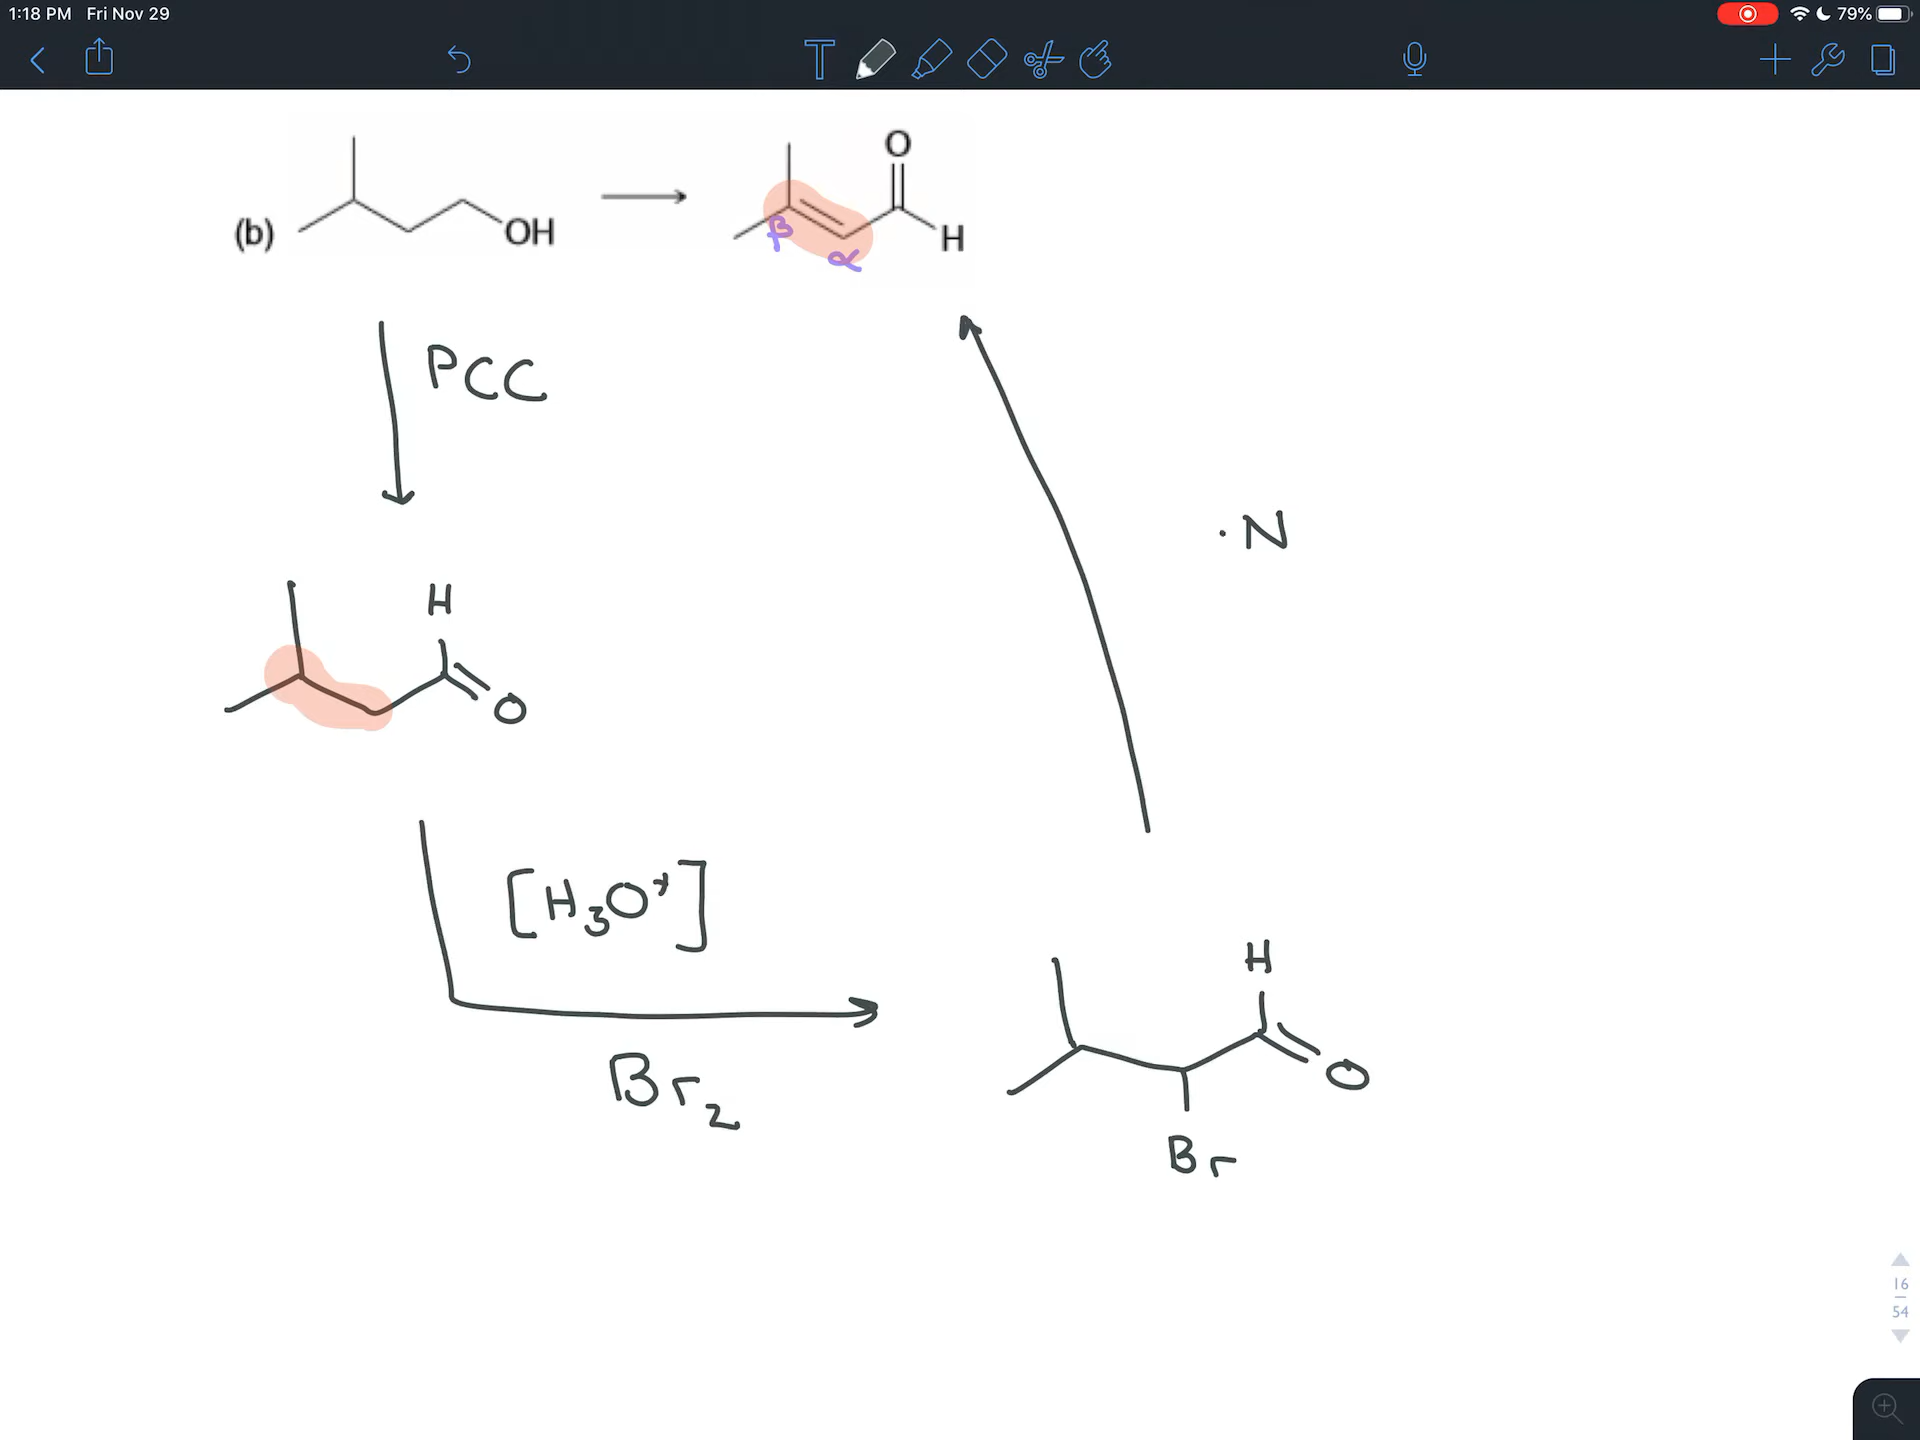 1:18 PM Fri Nov 29
79%
T
O
(b)
OH
H
β
α
PCC
· N
H
O
[H₃O⁺]
H
Br₂
O
Br
16
54